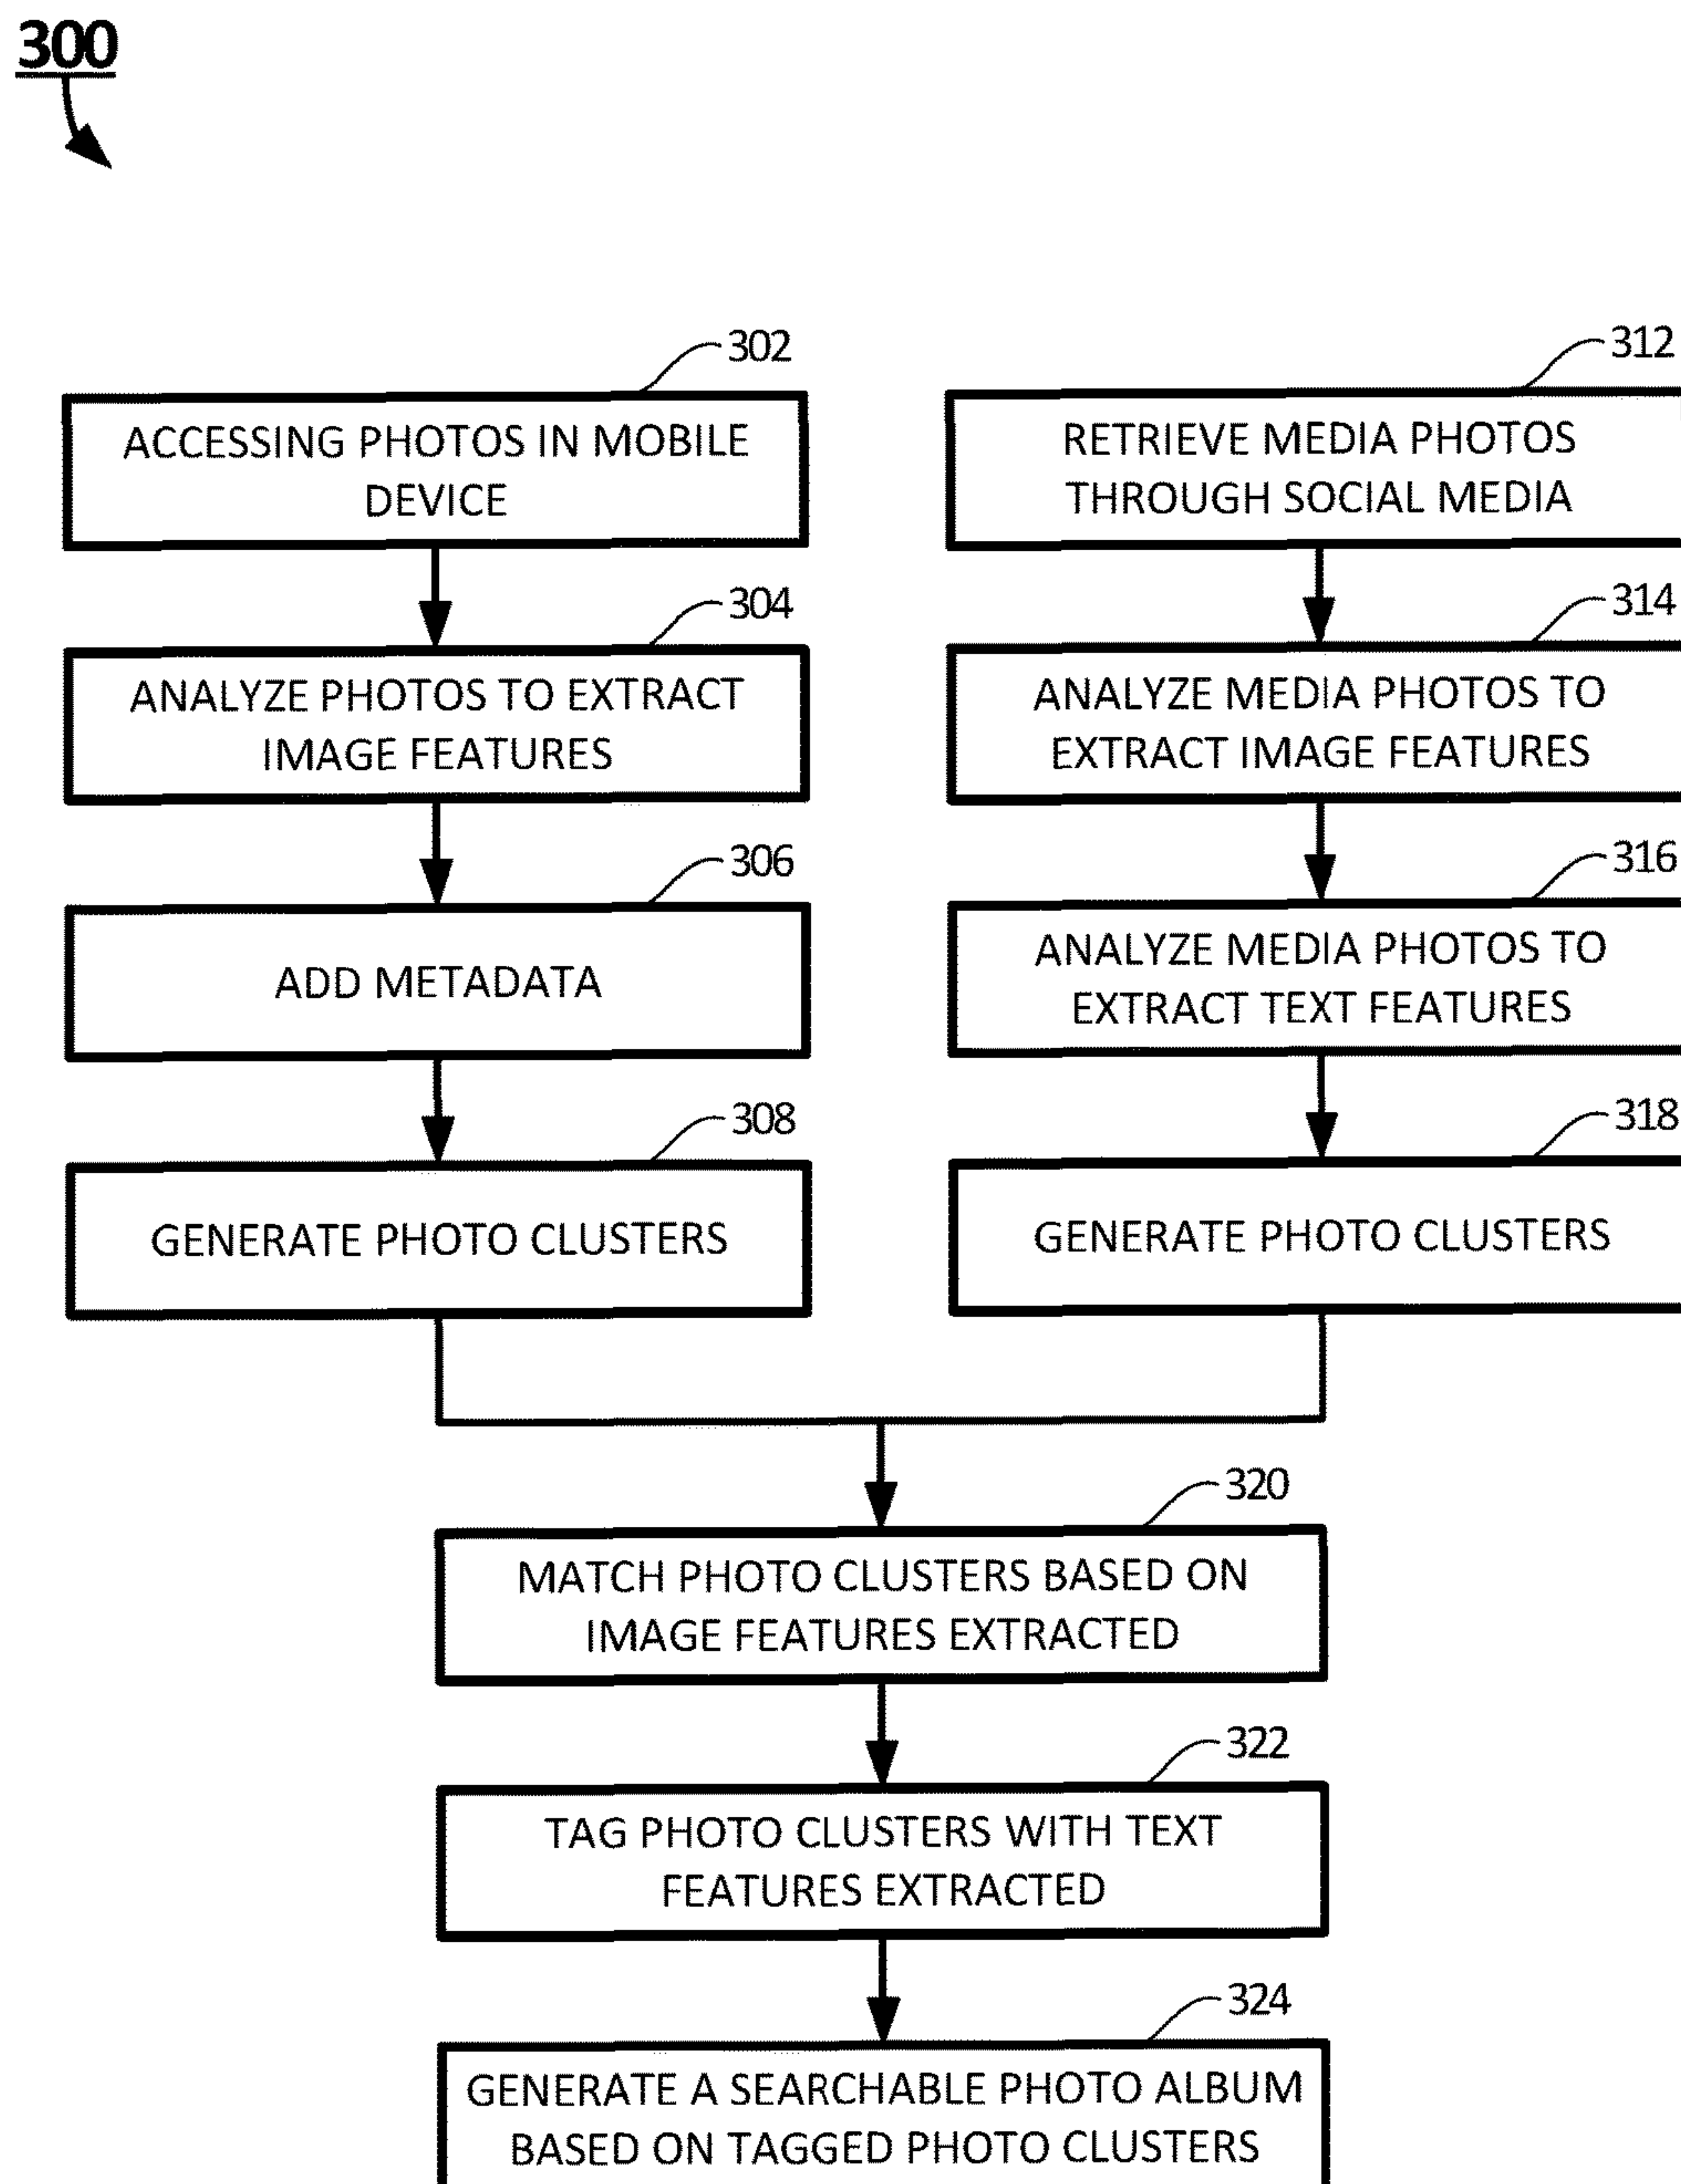 300
302
ACCESSING PHOTOS IN MOBILE
DEVICE
304
ANALYZE PHOTOS TO EXTRACT
IMAGE FEATURES
306
ADD METADATA
308
GENERATE PHOTO CLUSTERS
312
RETRIEVE MEDIA PHOTOS
THROUGH SOCIAL MEDIA
314
ANALYZE MEDIA PHOTOS TO
EXTRACT IMAGE FEATURES
316
ANALYZE MEDIA PHOTOS TO
EXTRACT TEXT FEATURES
318
GENERATE PHOTO CLUSTERS
320
MATCH PHOTO CLUSTERS BASED ON
IMAGE FEATURES EXTRACTED
322
TAG PHOTO CLUSTERS WITH TEXT
FEATURES EXTRACTED
324
GENERATE A SEARCHABLE PHOTO ALBUM
BASED ON TAGGED PHOTO CLUSTERS